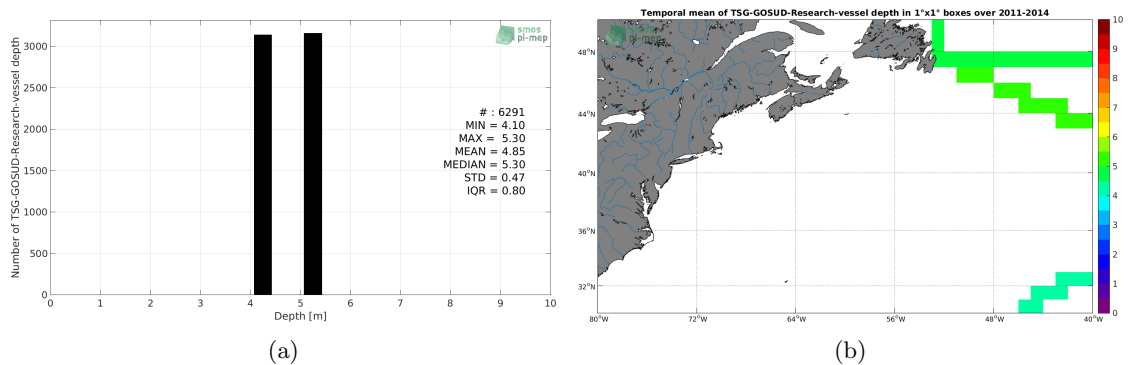 smos
pi-mep
Number of TSG-GOSUD-Research-vessel depth
3000
2500
2000
1500
1000
500
0
# : 6291
MIN = 4.10
MAX = 5.30
MEAN = 4.85
MEDIAN = 5.30
STD = 0.47
IQR = 0.80
0 1 2 3 4 5 6 7 8 9 10
Depth [m]
(a)
Temporal mean of TSG-GOSUD-Research-vessel depth in 1°x1° boxes over 2011-2014
smos
pi-mep
48°N
44°N
40°N
36°N
32°N
80°W 72°W 64°W 56°W 48°W 40°W
10
9
8
7
6
5
4
3
2
1
0
(b)